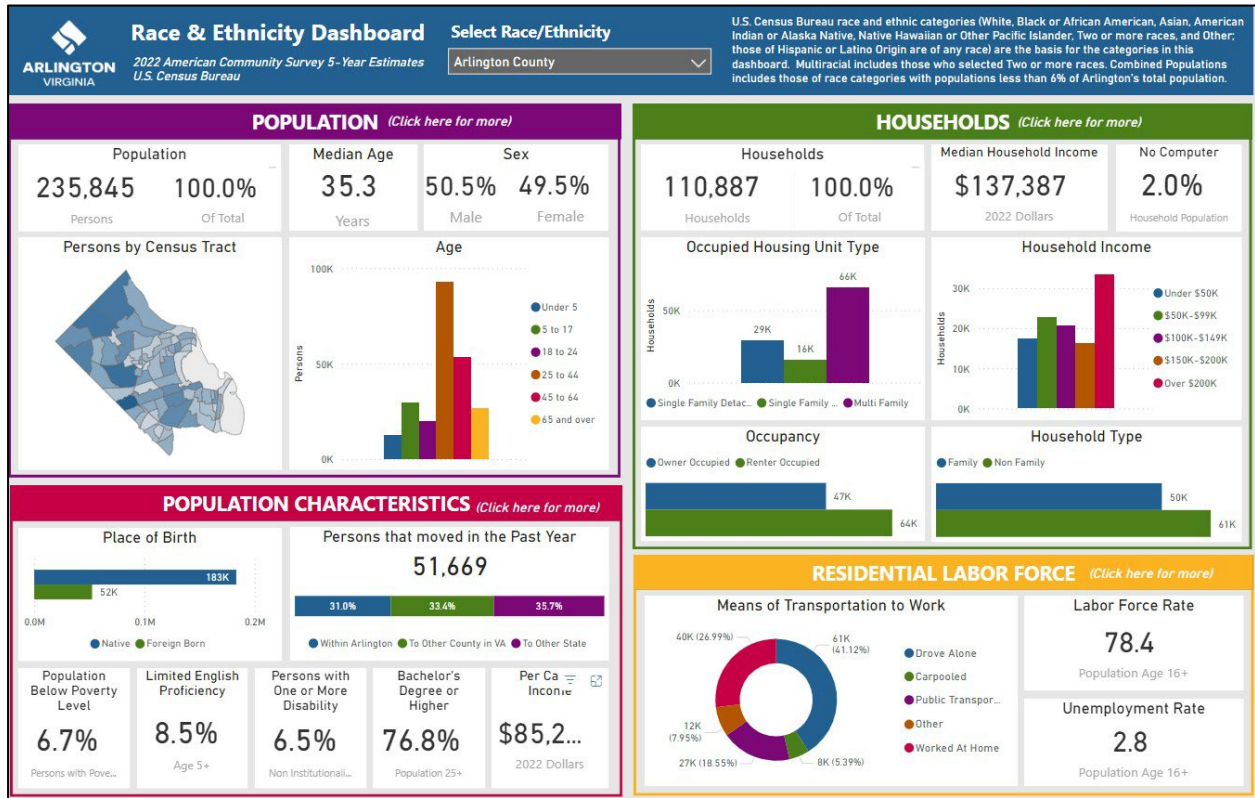 ARLINGTON
VIRGINIA
Race & Ethnicity Dashboard
2022 American Community Survey 5-Year Estimates
U.S. Census Bureau
Select Race/Ethnicity
Arlington County
U.S. Census Bureau race and ethnic categories (White, Black or African American, Asian, American
Indian or Alaska Native, Native Hawaiian or Other Pacific Islander, Two or more races, and Other;
those of Hispanic or Latino Origin are of any race) are the basis for the categories in this
dashboard. Multiracial includes those who selected Two or more races. Combined Populations
includes those of race categories with populations less than 6% of Arlington's total population.
POPULATION (Click here for more)
Population
235,845 100.0%
Persons Of Total
Median Age
35.3
Years
Sex
50.5% 49.5%
Male Female
Persons by Census Tract
Age
100K
50K
0K
Persons
Under 5
5 to 17
18 to 24
25 to 44
45 to 64
65 and over
HOUSEHOLDS (Click here for more)
Households
110,887 100.0%
Households Of Total
Median Household Income
$137,387
2022 Dollars
No Computer
2.0%
Household Population
Occupied Housing Unit Type
Households
50K
0K
29K
16K
66K
Single Family Detac... Single Family ... Multi Family
Household Income
Households
30K
20K
10K
0K
Under $50K
$50K-$99K
$100K-$149K
$150K-$200K
Over $200K
Occupancy
Owner Occupied Renter Occupied
47K
64K
Household Type
Family Non Family
50K
61K
POPULATION CHARACTERISTICS (Click here for more)
Place of Birth
183K
52K
0.0M 0.1M 0.2M
Native Foreign Born
Persons that moved in the Past Year
51,669
31.0% 33.4% 35.7%
Within Arlington To Other County in VA To Other State
Population
Below Poverty
Level
6.7%
Persons with Pove...
Limited English
Proficiency
8.5%
Age 5+
Persons with
One or More
Disability
6.5%
Non Institutionali...
Bachelor's
Degree or
Higher
76.8%
Population 25+
Per Ca
Income
$85,2...
2022 Dollars
RESIDENTIAL LABOR FORCE (Click here for more)
Means of Transportation to Work
40K (26.99%)
61K
(41.12%)
12K
(7.95%)
27K (18.55%)
8K (5.39%)
Drove Alone
Carpooled
Public Transpor...
Other
Worked At Home
Labor Force Rate
78.4
Population Age 16+
Unemployment Rate
2.8
Population Age 16+